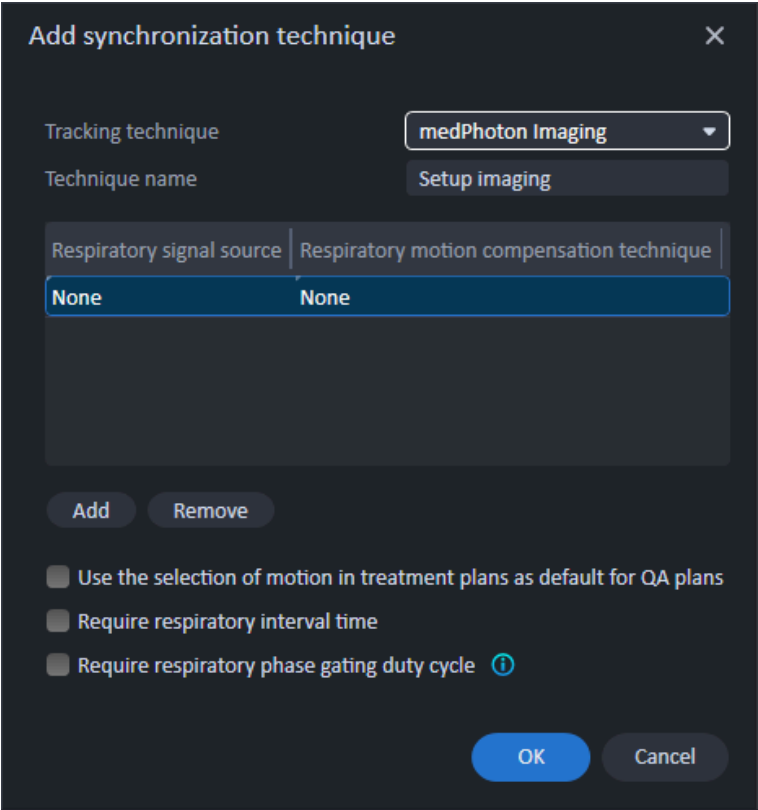 Add synchronization technique
Tracking technique medPhoton Imaging
Technique name Setup imaging
Respiratory signal source Respiratory motion compensation technique
None None
Add Remove
Use the selection of motion in treatment plans as default for QA plans
Require respiratory interval time
Require respiratory phase gating duty cycle
OK Cancel